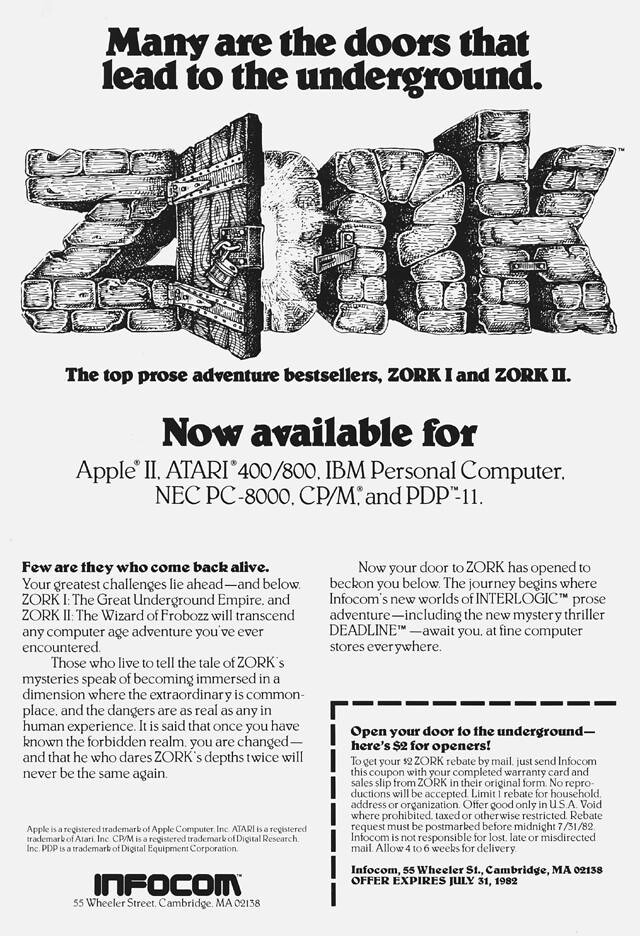 Many are the doors that
lead to the underground.
ZORK™
The top prose adventure bestsellers, ZORK I and ZORK II.
Now available for
Apple® II, ATARI® 400/800, IBM Personal Computer,
NEC PC-8000, CP/M,® and PDP™-11.
Few are they who come back alive.
Your greatest challenges lie ahead—and below.
ZORK I: The Great Underground Empire, and
ZORK II: The Wizard of Frobozz will transcend
any computer age adventure you've ever
encountered.
Those who live to tell the tale of ZORK's
mysteries speak of becoming immersed in a
dimension where the extraordinary is common-
place, and the dangers are as real as any in
human experience. It is said that once you have
known the forbidden realm, you are changed—
and that he who dares ZORK's depths twice will
never be the same again.
Apple is a registered trademark of Apple Computer, Inc. ATARI is a registered
trademark of Atari, Inc. CP/M is a registered trademark of Digital Research,
Inc. PDP is a trademark of Digital Equipment Corporation.
INFOCOM™
55 Wheeler Street, Cambridge, MA 02138
Now your door to ZORK has opened to
beckon you below. The journey begins where
Infocom's new worlds of INTERLOGIC™ prose
adventure—including the new mystery thriller
DEADLINE™—await you, at fine computer
stores everywhere.
Open your door to the underground—
here's $2 for openers!
To get your $2 ZORK rebate by mail, just send Infocom
this coupon with your completed warranty card and
sales slip from ZORK in their original form. No repro-
ductions will be accepted. Limit 1 rebate for household,
address or organization. Offer good only in U.S.A. Void
where prohibited, taxed or otherwise restricted. Rebate
request must be postmarked before midnight 7/31/82.
Infocom is not responsible for lost, late or misdirected
mail. Allow 4 to 6 weeks for delivery.
Infocom, 55 Wheeler St., Cambridge, MA 02138
OFFER EXPIRES JULY 31, 1982